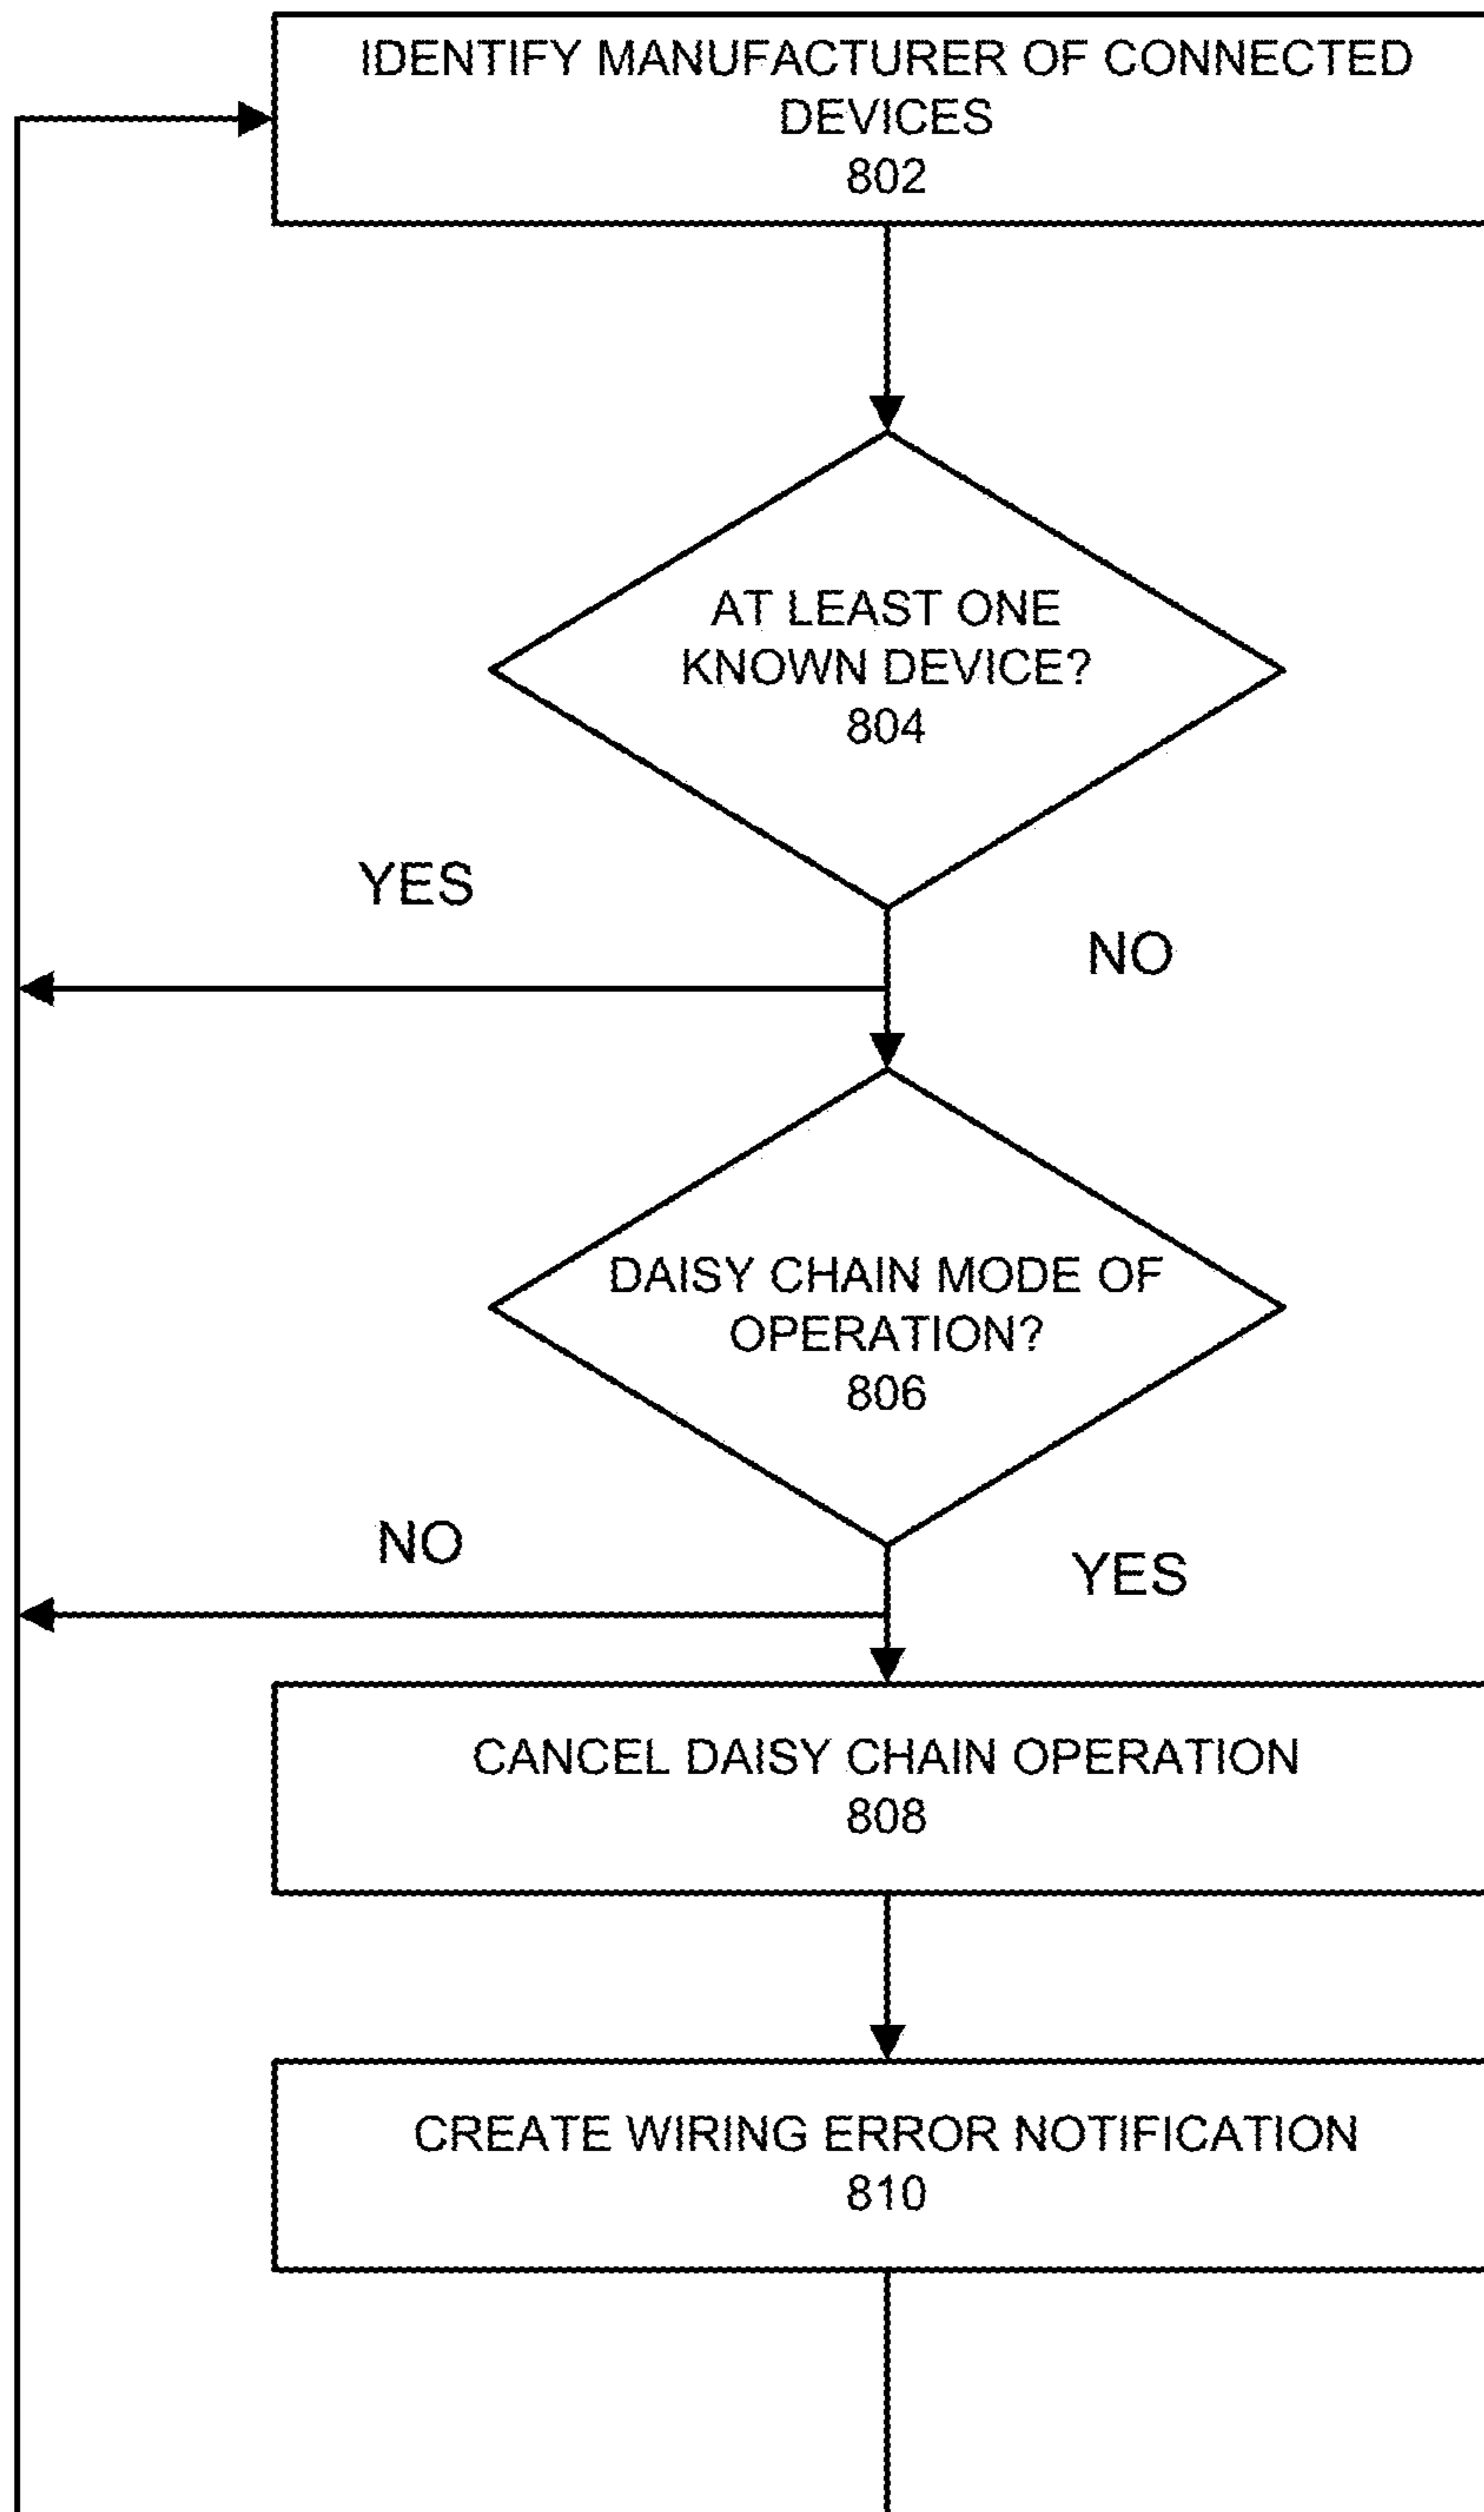 IDENTIFY MANUFACTURER OF CONNECTED
DEVICES
802
AT LEAST ONE
KNOWN DEVICE?
804
YES
NO
DAISY CHAIN MODE OF
OPERATION?
806
NO
YES
CANCEL DAISY CHAIN OPERATION
808
CREATE WIRING ERROR NOTIFICATION
810